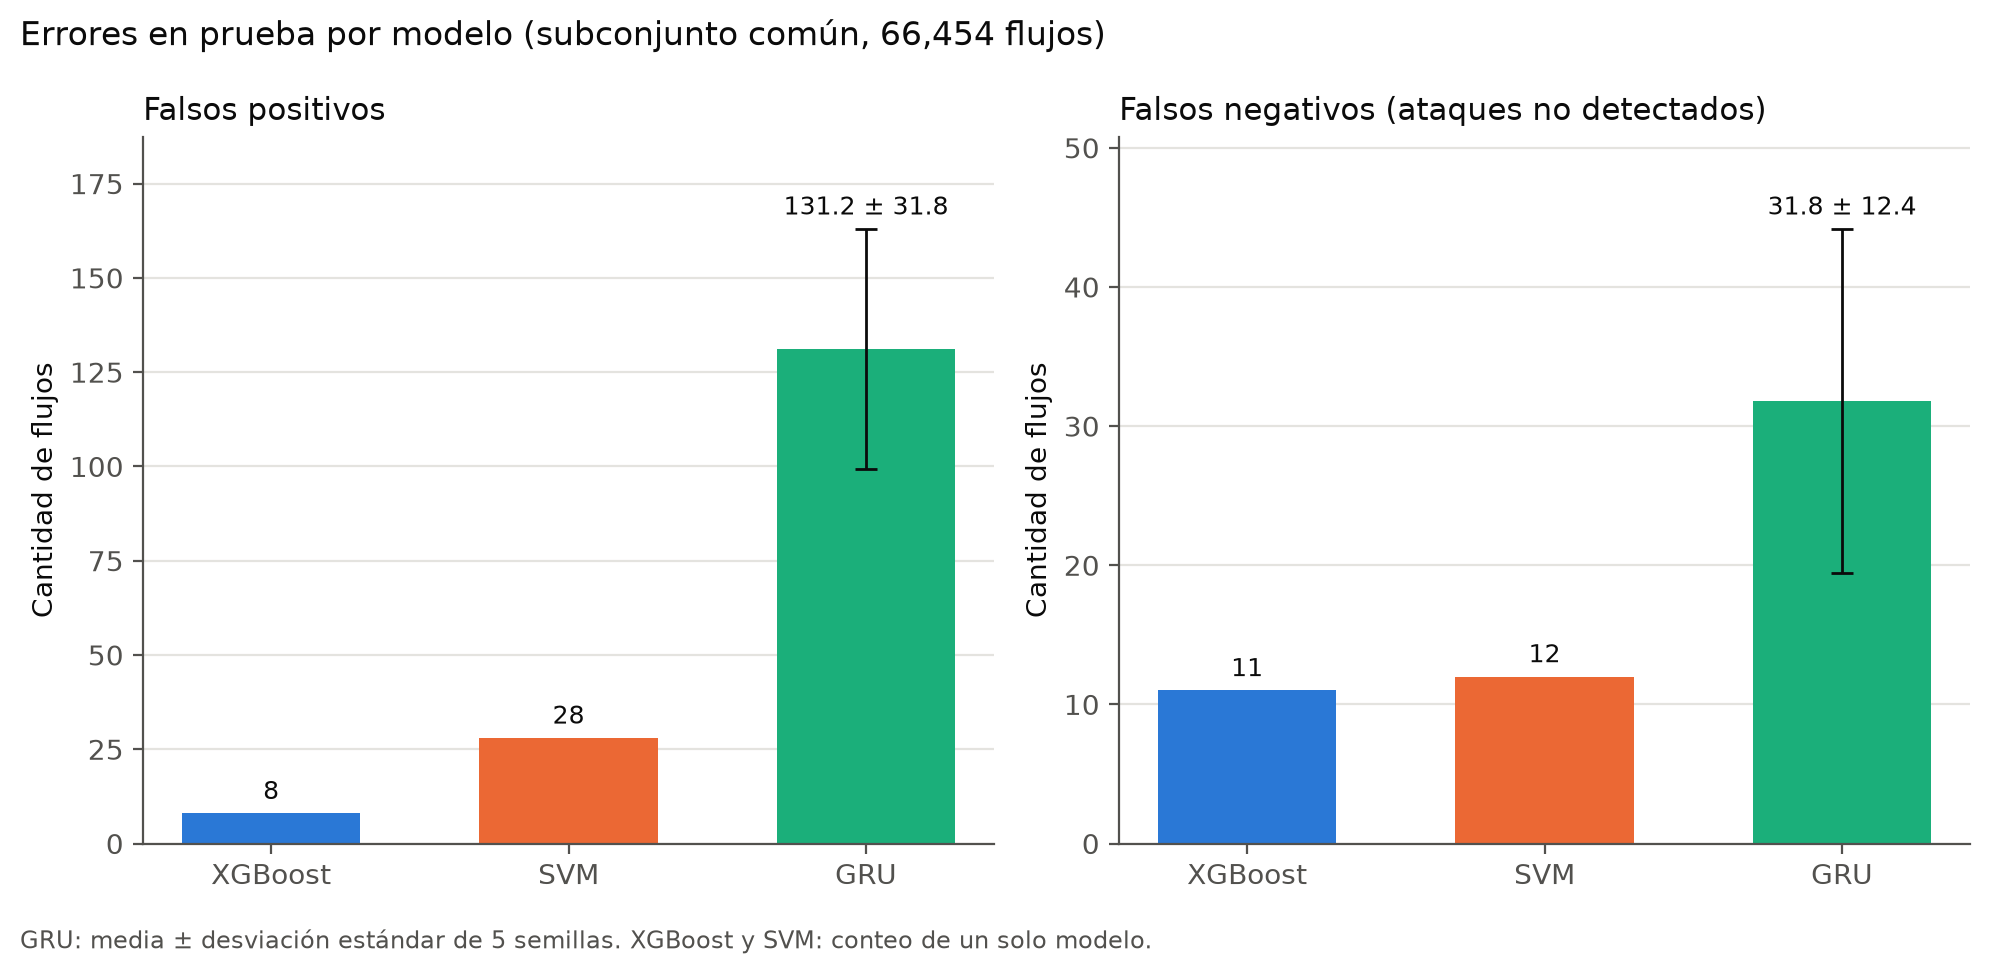 Errores en prueba por modelo (subconjunto común, 66,454 flujos)
Falsos positivos
Cantidad de flujos
175
150
125
100
75
50
25
0
131.2 ± 31.8
28
8
XGBoost
SVM
GRU
Falsos negativos (ataques no detectados)
Cantidad de flujos
50
40
30
20
10
0
31.8 ± 12.4
11
12
XGBoost
SVM
GRU
GRU: media ± desviación estándar de 5 semillas. XGBoost y SVM: conteo de un solo modelo.